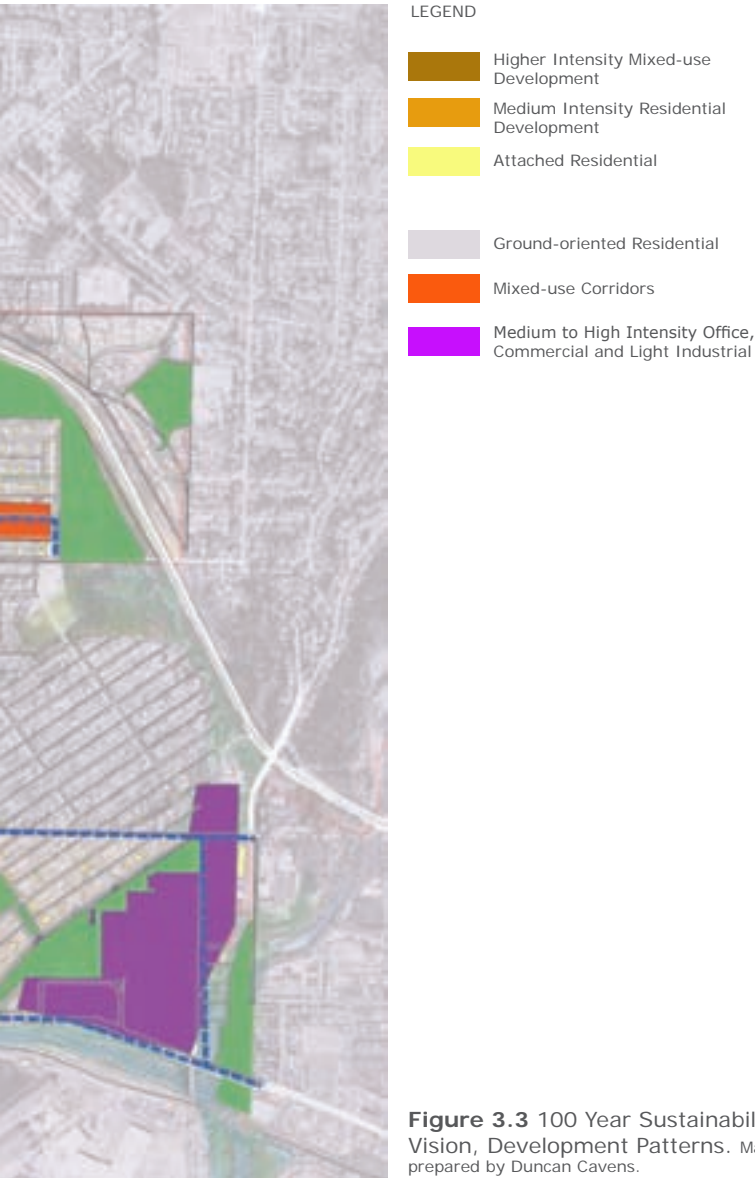 LEGEND
Higher Intensity Mixed-use
Development
Medium Intensity Residential
Development
Attached Residential
Ground-oriented Residential
Mixed-use Corridors
Medium to High Intensity Office,
Commercial and Light Industrial
Figure 3.3 100 Year Sustainabil
Vision, Development Patterns. Ma
prepared by Duncan Cavens.